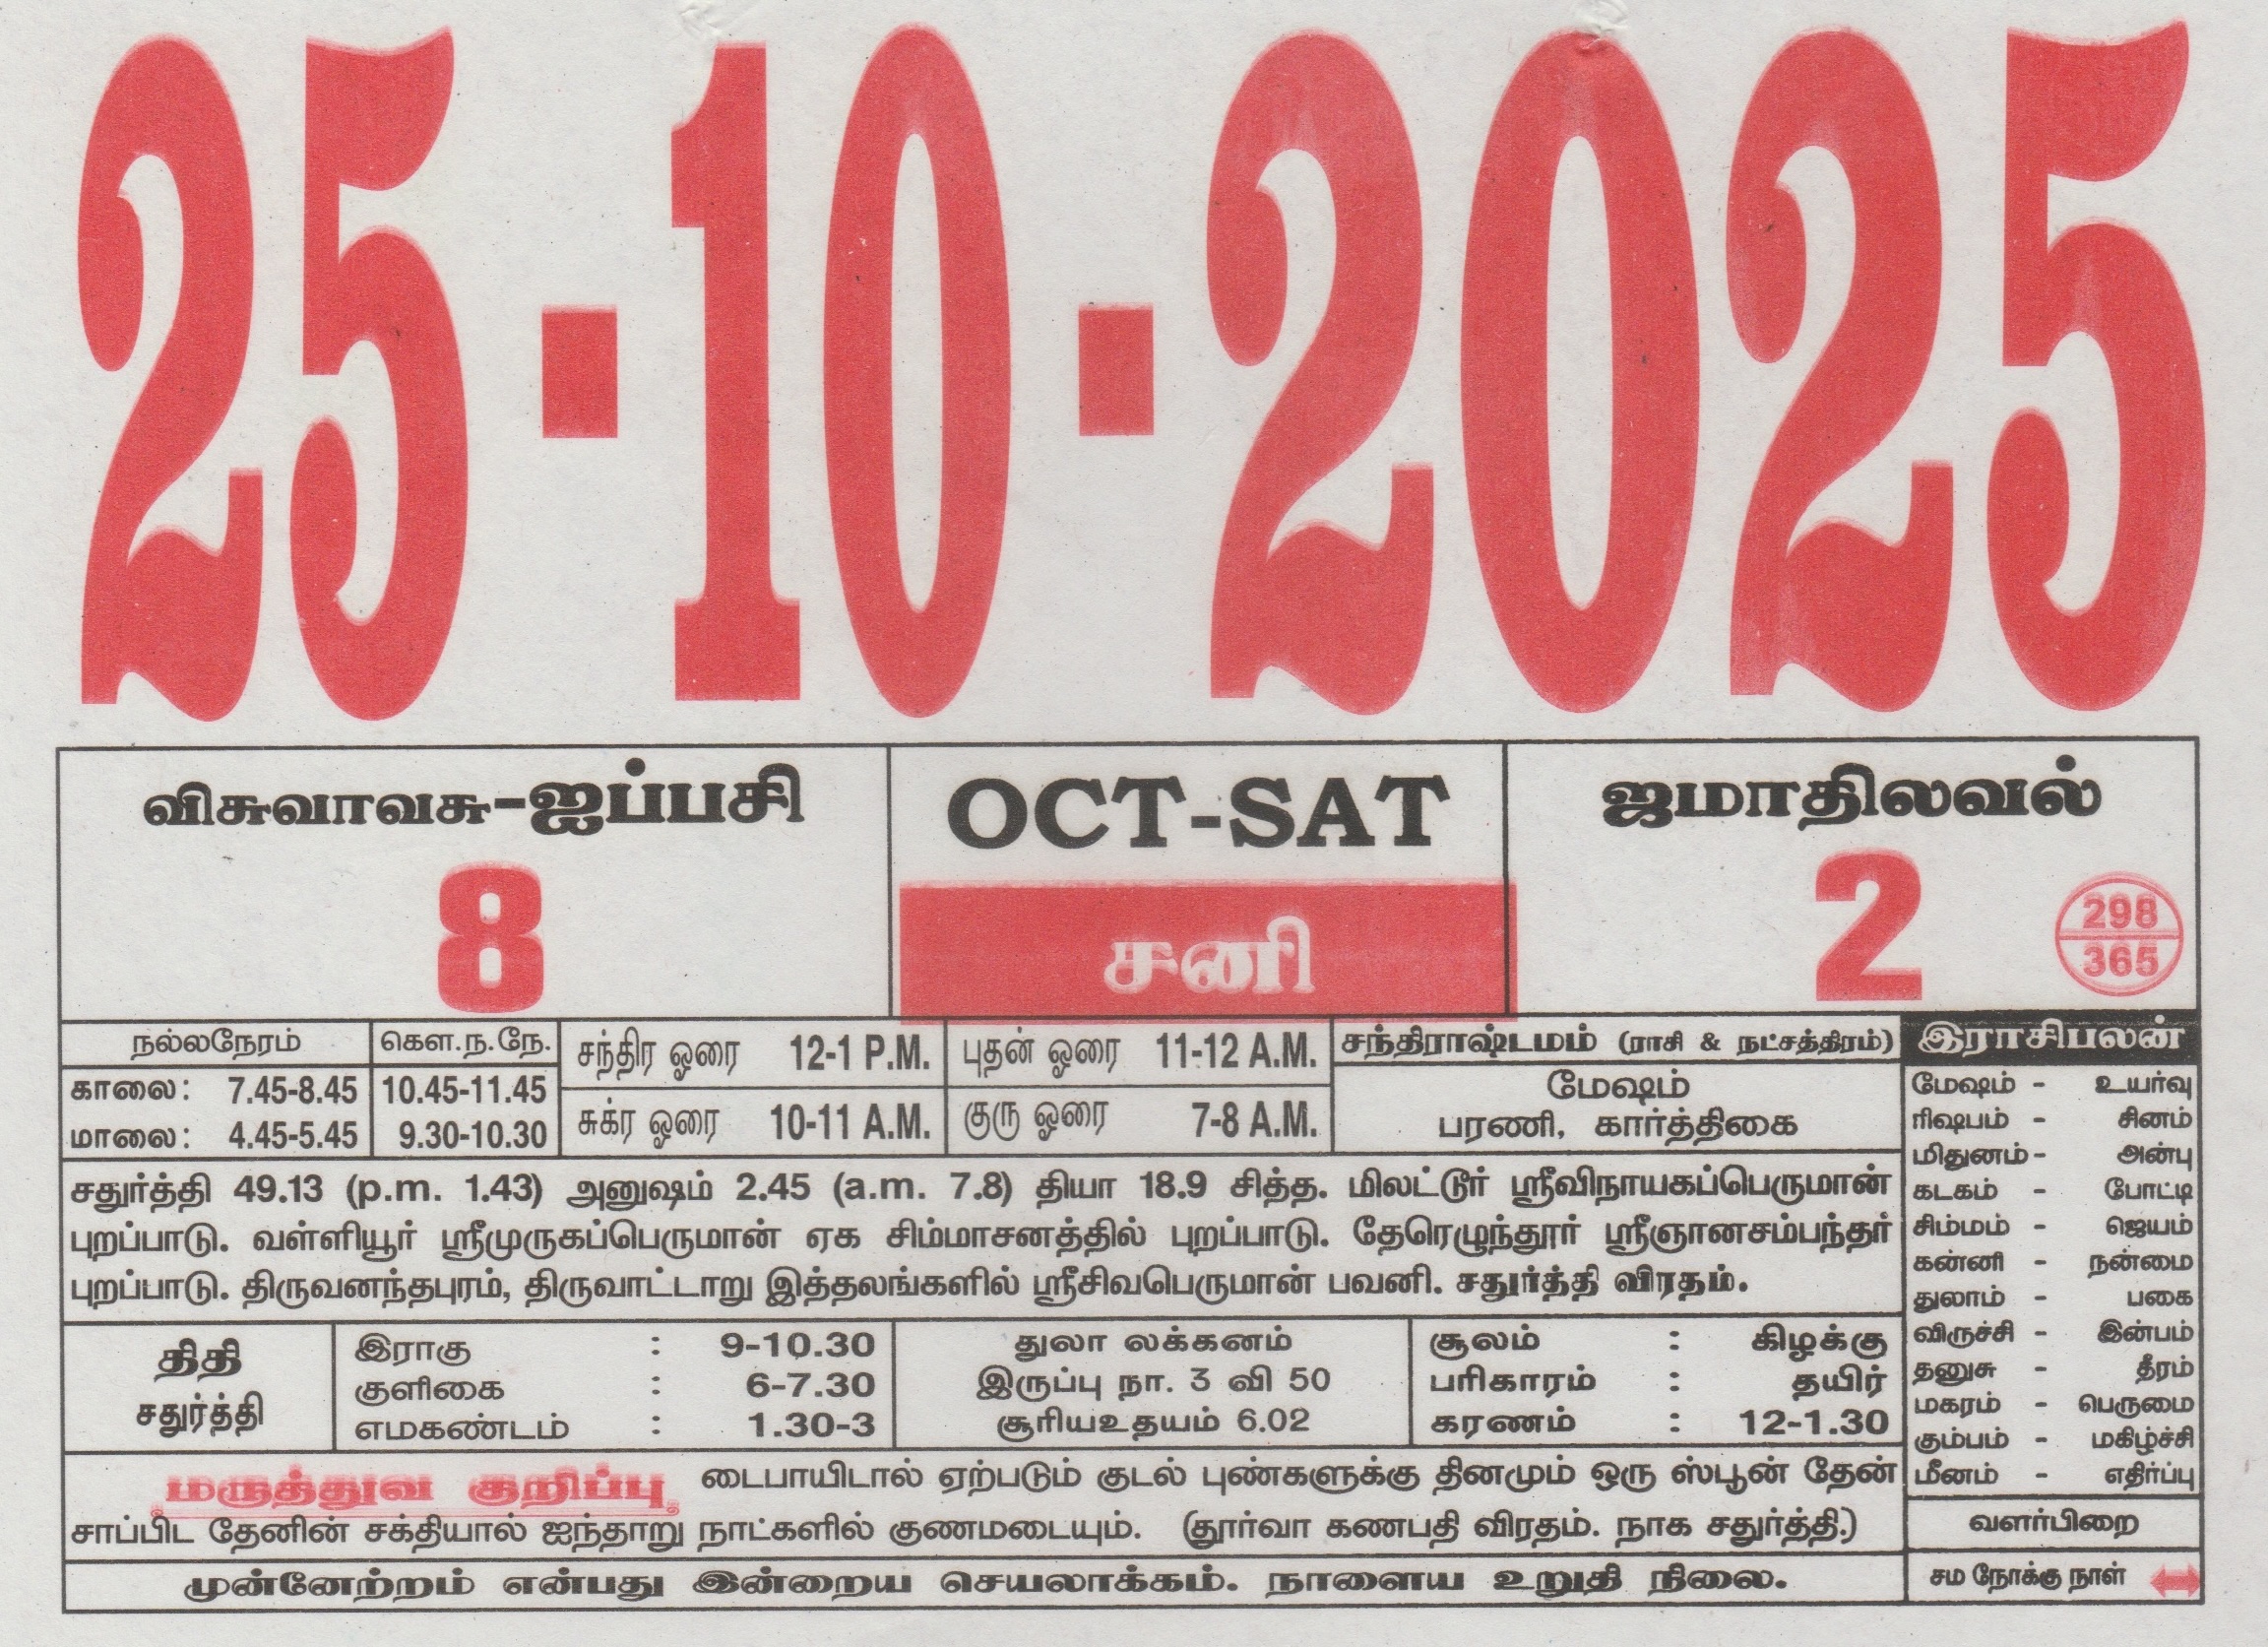 25-10-2025
விசுவாவசு-ஐப்பசி
8
OCT-SAT
சனி
ஜமாதிலவல்
2
298
365
நல்லநேரம்
காலை: 7.45-8.45
மாலை: 4.45-5.45
கௌ.ந.நே.
10.45-11.45
9.30-10.30
சந்திர ஓரை 12-1 P.M.
சுக்ர ஓரை 10-11 A.M.
புதன் ஓரை 11-12 A.M.
குரு ஓரை 7-8 A.M.
சந்திராஷ்டமம் (ராசி & நட்சத்திரம்)
மேஷம்
பரணி, கார்த்திகை
இராசிபலன்
மேஷம் - உயர்வு
ரிஷபம் - சினம்
மிதுனம் - அன்பு
கடகம் - போட்டி
சிம்மம் - ஜெயம்
கன்னி - நன்மை
துலாம் - பகை
விருச்சி - இன்பம்
தனுசு - தீரம்
மகரம் - பெருமை
கும்பம் - மகிழ்ச்சி
மீனம் - எதிர்ப்பு
வளர்பிறை
சம நோக்கு நாள்
சதுர்த்தி 49.13 (p.m. 1.43) அனுஷம் 2.45 (a.m. 7.8) தியா 18.9 சித்த. மிலட்டூர் ஸ்ரீவிநாயகப்பெருமான்
புறப்பாடு. வள்ளியூர் ஸ்ரீமுருகப்பெருமான் ஏக சிம்மாசனத்தில் புறப்பாடு. தேரெழுந்தூர் ஸ்ரீஞானசம்பந்தர்
புறப்பாடு. திருவனந்தபுரம், திருவாட்டாறு இத்தலங்களில் ஸ்ரீசிவபெருமான் பவனி. சதுர்த்தி விரதம்.
திதி
சதுர்த்தி
இராகு : 9-10.30
குளிகை : 6-7.30
எமகண்டம் : 1.30-3
துலா லக்கனம்
இருப்பு நா. 3 வி 50
சூரியஉதயம் 6.02
சூலம் : கிழக்கு
பரிகாரம் : தயிர்
கரணம் : 12-1.30
மருத்துவ குறிப்பு டைபாயிடால் ஏற்படும் குடல் புண்களுக்கு தினமும் ஒரு ஸ்பூன் தேன்
சாப்பிட தேனின் சக்தியால் ஐந்தாறு நாட்களில் குணமடையும். (தூர்வா கணபதி விரதம். நாக சதுர்த்தி.)
முன்னேற்றம் என்பது இன்றைய செயலாக்கம். நாளைய உறுதி நிலை.